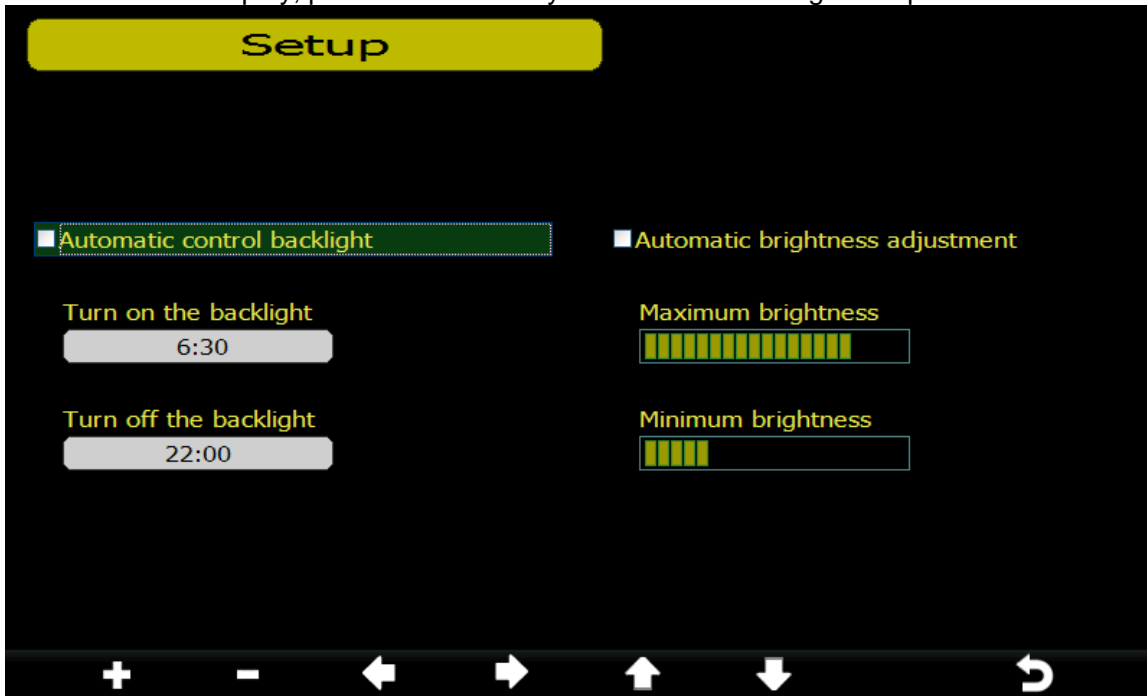 Setup
Automatic control backlight
Automatic brightness adjustment
Turn on the backlight
Maximum brightness
6:30
Turn off the backlight
Minimum brightness
22:00